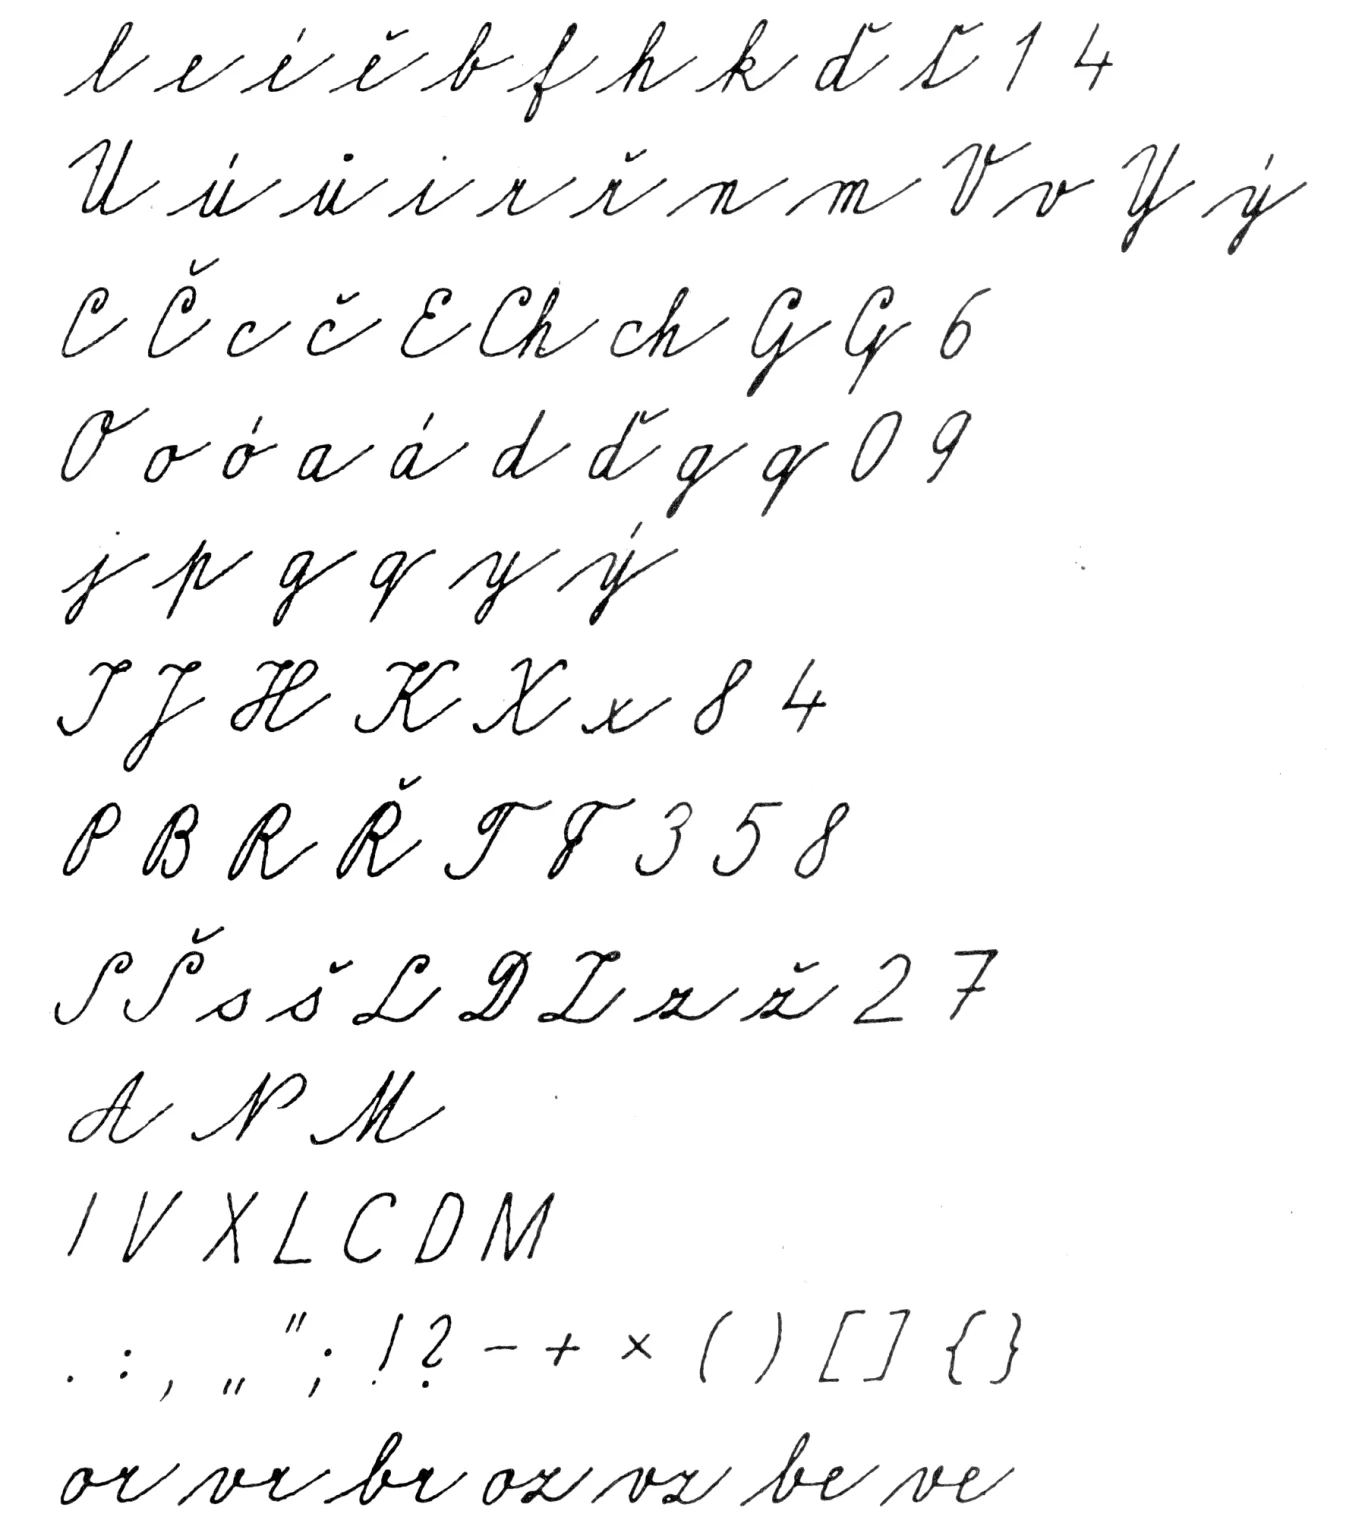 l e é ě b f h k ď ť 1 4
U ú ů i r ř n m V v Y ý
C Č c č E Ch ch G G 6
O o ó a á d ď g q 0 9
j p g q y ý
I J H K X x 8 4
P B R Ř T F 3 5 8
S Š s š L D Z z ž 2 7
A N M
I V X L C D M
. : , „ " ; ! ? - + × ( ) [ ] { }
or vr br oz vz be ve